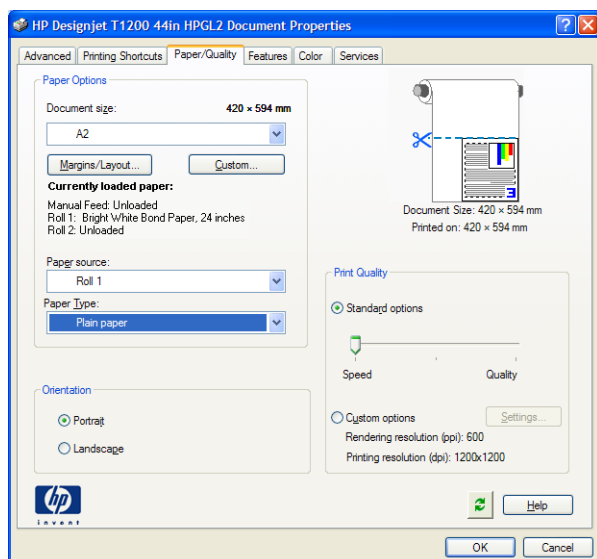 HP Designjet T1200 44in HPGL2 Document Properties
Advanced Printing Shortcuts Paper/Quality Features Color Services
Paper Options
Document size: 420 × 594 mm
A2
Margins/Layout... Custom...
Currently loaded paper:
Manual Feed: Unloaded
Roll 1: Bright White Bond Paper, 24 inches
Roll 2: Unloaded
Paper source:
Roll 1
Paper Type:
Plain paper
Orientation
Portrait
Landscape
3
Document Size: 420 × 594 mm
Printed on: 420 × 594 mm
Print Quality
Standard options
Speed Quality
Custom options Settings...
Rendering resolution (ppi): 600
Printing resolution (dpi): 1200x1200
hp
invent
Help
OK Cancel